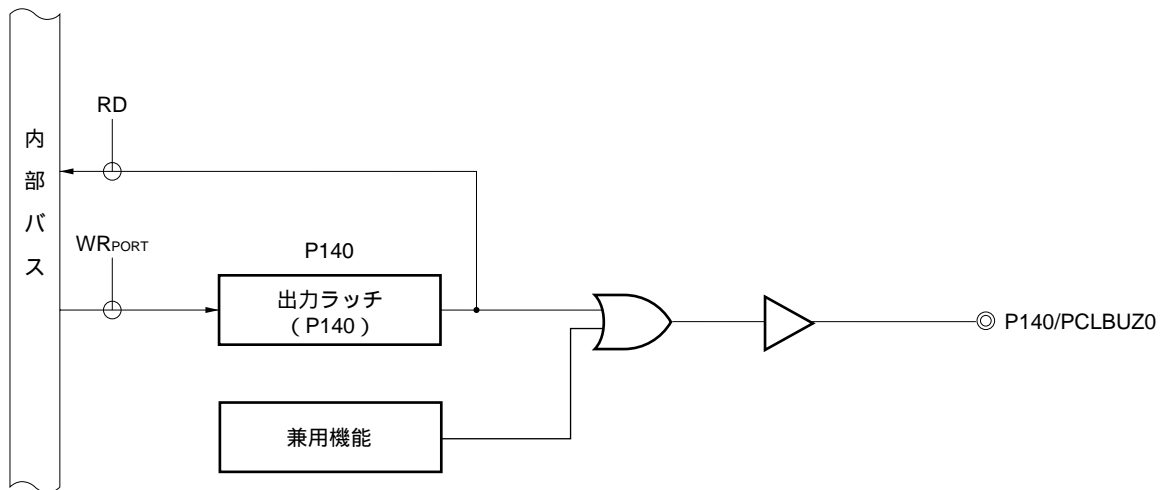 内部バス
RD
WRPORT
P140
出力ラッチ
（P140）
兼用機能
P140/PCLBUZ0